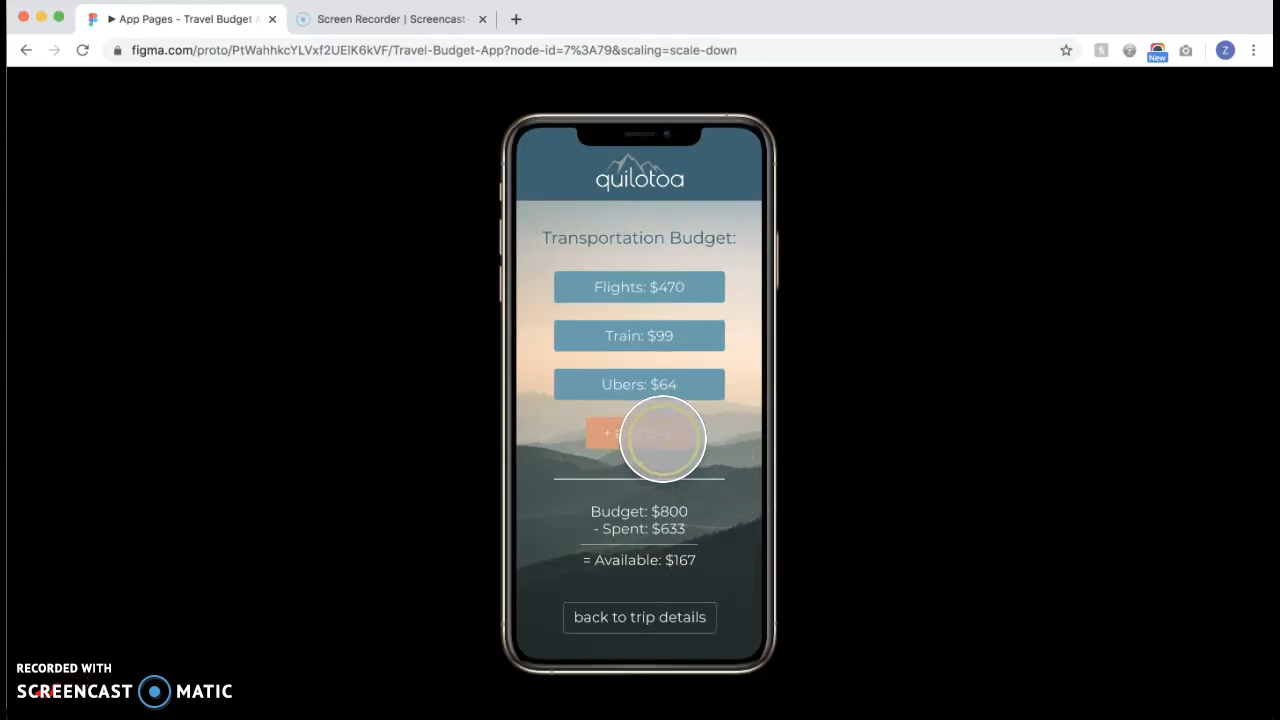 ▶ App Pages - Travel Budget A
Screen Recorder | Screencast-
figma.com/proto/PtWahhkcYLVxf2UElK6kVF/Travel-Budget-App?node-id=7%3A79&scaling=scale-down
New
Z
quilotoa
Transportation Budget:
Flights: $470
Train: $99
Ubers: $64
+
Budget: $800
- Spent: $633
= Available: $167
back to trip details
RECORDED WITH
SCREENCAST MATIC